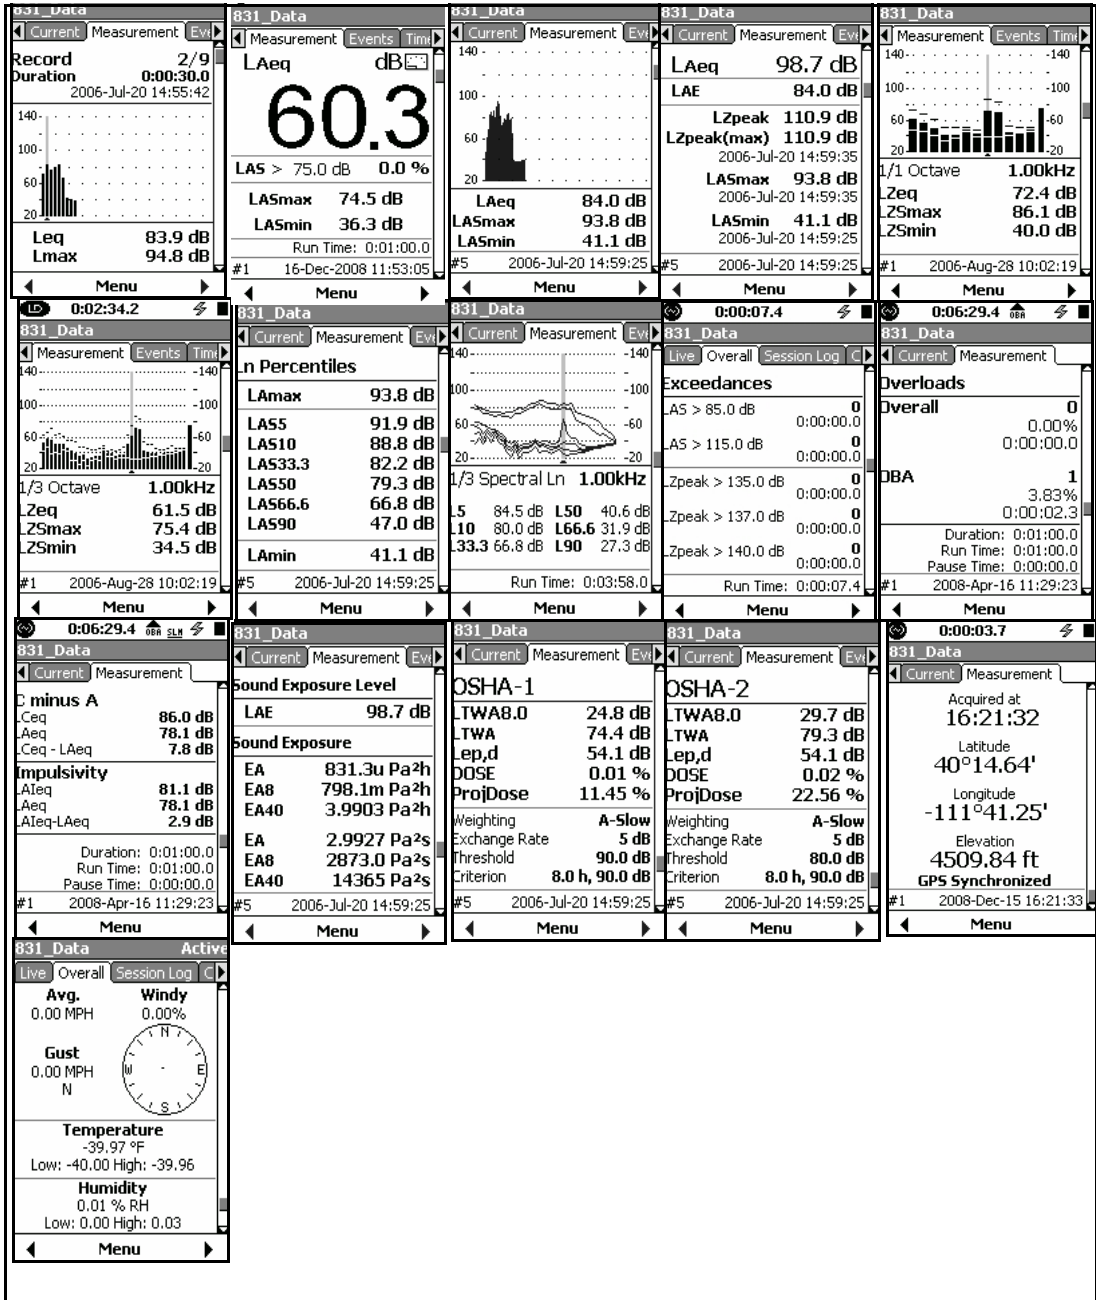 831_Data
Current Measurement Eve
Record 2/9
Duration 0:00:30.0
2006-Jul-20 14:55:42
140
100
60
20
Leq 83.9 dB
Lmax 94.8 dB
Menu
831_Data
Measurement Events Time
LAeq dB
60.3
LAS > 75.0 dB 0.0 %
LASmax 74.5 dB
LASmin 36.3 dB
Run Time: 0:01:00.0
#1 16-Dec-2008 11:53:05
Menu
831_Data
Current Measurement Eve
140
100
60
20
LAeq 84.0 dB
LASmax 93.8 dB
LASmin 41.1 dB
#5 2006-Jul-20 14:59:25
Menu
831_Data
Current Measurement Eve
LAeq 98.7 dB
LAE 84.0 dB
LZpeak 110.9 dB
LZpeak(max) 110.9 dB
2006-Jul-20 14:59:35
LASmax 93.8 dB
2006-Jul-20 14:59:35
LASmin 41.1 dB
2006-Jul-20 14:59:25
#5 2006-Jul-20 14:59:25
Menu
831_Data
Measurement Events Time
140 -140
100 -100
60 -60
20 -20
1/1 Octave 1.00kHz
LZeq 72.4 dB
LZSmax 86.1 dB
LZSmin 40.0 dB
#1 2006-Aug-28 10:02:19
Menu
LD 0:02:34.2
831_Data
Measurement Events Time
140 -140
100 -100
60 -60
20 -20
1/3 Octave 1.00kHz
LZeq 61.5 dB
LZSmax 75.4 dB
LZSmin 34.5 dB
#1 2006-Aug-28 10:02:19
Menu
831_Data
Current Measurement Eve
Ln Percentiles
LAmax 93.8 dB
LAS5 91.9 dB
LAS10 88.8 dB
LAS33.3 82.2 dB
LAS50 79.3 dB
LAS66.6 66.8 dB
LAS90 47.0 dB
LAmin 41.1 dB
#5 2006-Jul-20 14:59:25
Menu
831_Data
Current Measurement Eve
140 -140
100 -100
60 -60
20 -20
1/3 Spectral Ln 1.00kHz
L5 84.5 dB L50 40.6 dB
L10 80.0 dB L66.6 31.9 dB
L33.3 66.8 dB L90 27.3 dB
Run Time: 0:03:58.0
Menu
0:00:07.4
831_Data
Live Overall Session Log C
Exceedances
LAS > 85.0 dB 0
0:00:00.0
LAS > 115.0 dB 0
0:00:00.0
LZpeak > 135.0 dB 0
0:00:00.0
LZpeak > 137.0 dB 0
0:00:00.0
LZpeak > 140.0 dB 0
0:00:00.0
Run Time: 0:00:07.4
Menu
0:06:29.4 OBA
831_Data
Current Measurement
Overloads
Overall 0
0.00%
0:00:00.0
OBA 1
3.83%
0:00:02.3
Duration: 0:01:00.0
Run Time: 0:01:00.0
Pause Time: 0:00:00.0
#1 2008-Apr-16 11:29:23
Menu
0:06:29.4 OBA SLM
831_Data
Current Measurement
C minus A
LCeq 86.0 dB
LAeq 78.1 dB
LCeq - LAeq 7.8 dB
Impulsivity
LAIeq 81.1 dB
LAeq 78.1 dB
LAIeq-LAeq 2.9 dB
Duration: 0:01:00.0
Run Time: 0:01:00.0
Pause Time: 0:00:00.0
#1 2008-Apr-16 11:29:23
Menu
831_Data
Current Measurement Eve
Sound Exposure Level
LAE 98.7 dB
Sound Exposure
EA 831.3u Pa²h
EA8 798.1m Pa²h
EA40 3.9903 Pa²h
EA 2.9927 Pa²s
EA8 2873.0 Pa²s
EA40 14365 Pa²s
#5 2006-Jul-20 14:59:25
Menu
831_Data
Current Measurement Eve
OSHA-1
LTWA8.0 24.8 dB
LTWA 74.4 dB
Lep,d 54.1 dB
DOSE 0.01 %
ProjDose 11.45 %
Weighting A-Slow
Exchange Rate 5 dB
Threshold 90.0 dB
Criterion 8.0 h, 90.0 dB
#5 2006-Jul-20 14:59:25
Menu
831_Data
Current Measurement Eve
OSHA-2
LTWA8.0 29.7 dB
LTWA 79.3 dB
Lep,d 54.1 dB
DOSE 0.02 %
ProjDose 22.56 %
Weighting A-Slow
Exchange Rate 5 dB
Threshold 80.0 dB
Criterion 8.0 h, 90.0 dB
#5 2006-Jul-20 14:59:25
Menu
0:00:03.7
831_Data
Current Measurement
Acquired at
16:21:32
Latitude
40°14.64'
Longitude
-111°41.25'
Elevation
4509.84 ft
GPS Synchronized
#1 2008-Dec-15 16:21:33
Menu
831_Data Active
Live Overall Session Log C
Avg. Windy
0.00 MPH 0.00%
N
Gust
0.00 MPH W E
N
S
Temperature
-39.97 °F
Low: -40.00 High: -39.96
Humidity
0.01 % RH
Low: 0.00 High: 0.03
Menu